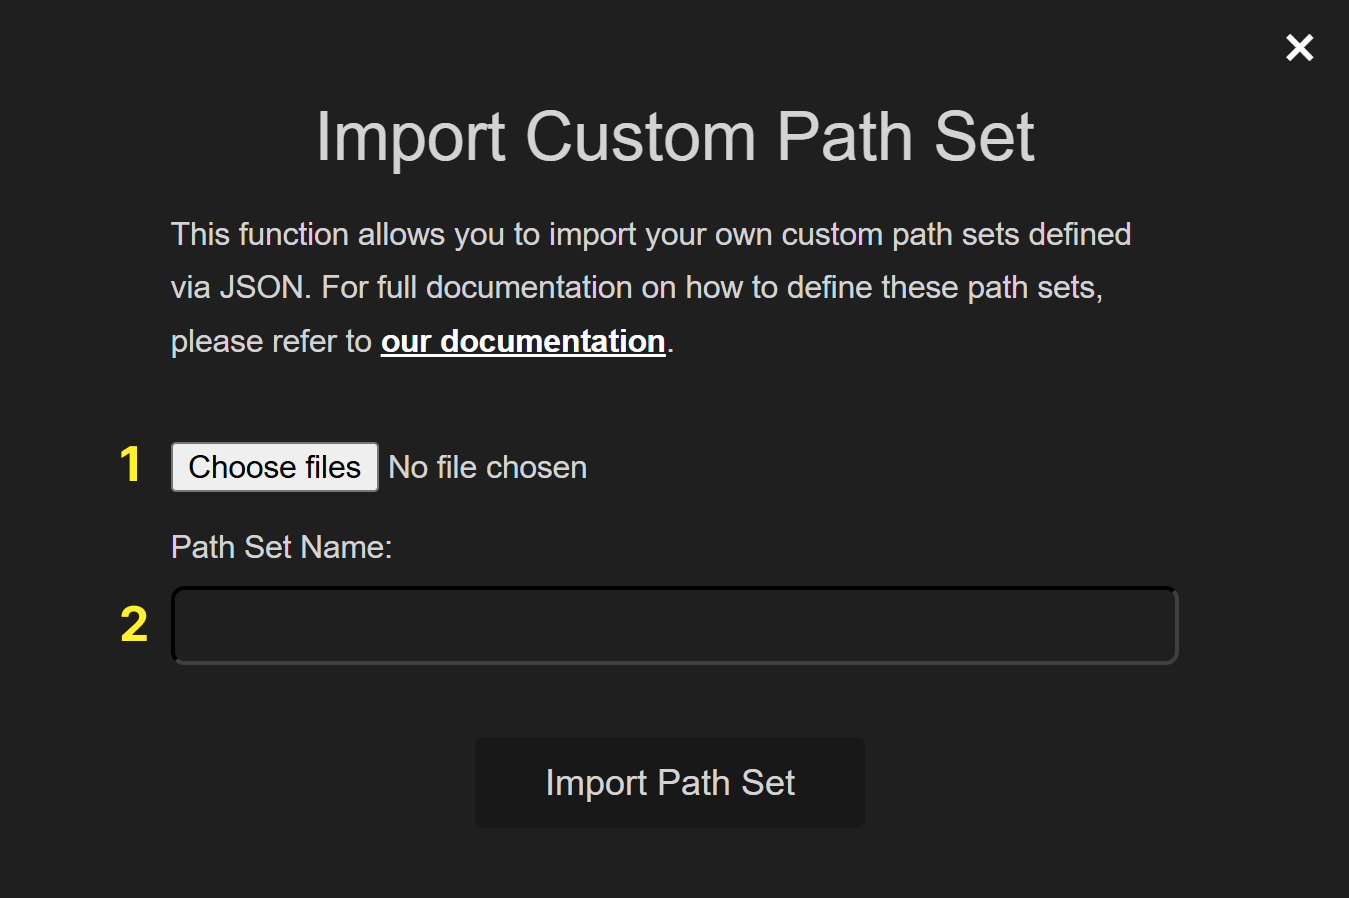 ×
Import Custom Path Set
This function allows you to import your own custom path sets defined
via JSON. For full documentation on how to define these path sets,
please refer to our documentation.
1 Choose files No file chosen
Path Set Name:
2
Import Path Set